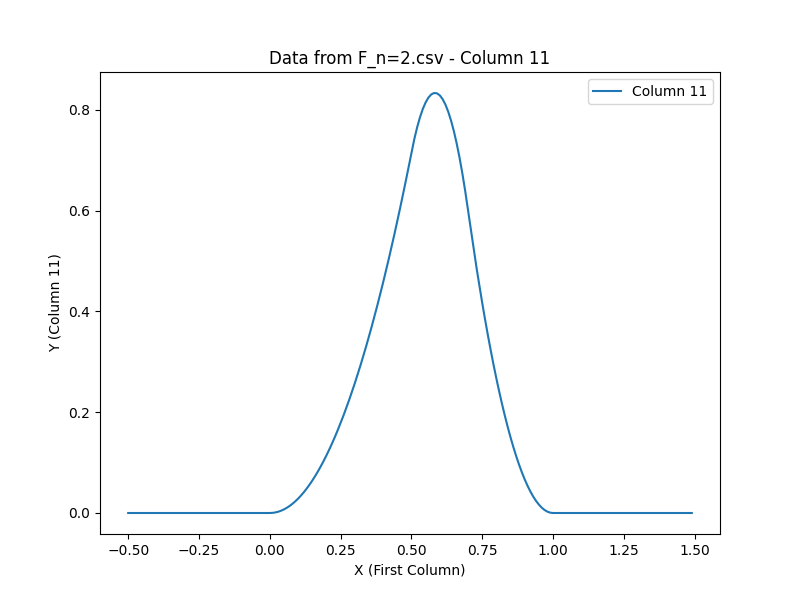 Data from F_n=2.csv - Column 11
Column 11
Y (Column 11)
0.8
0.6
0.4
0.2
0.0
−0.50 −0.25 0.00 0.25 0.50 0.75 1.00 1.25 1.50
X (First Column)